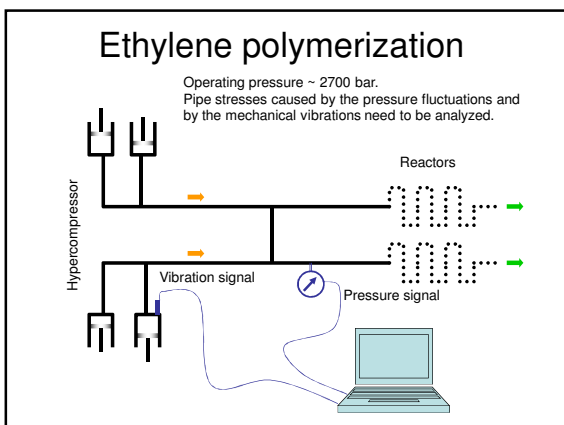 Ethylene polymerization
Operating pressure ~ 2700 bar.
Pipe stresses caused by the pressure fluctuations and
by the mechanical vibrations need to be analyzed.
Reactors
Hypercompressor
Vibration signal
Pressure signal